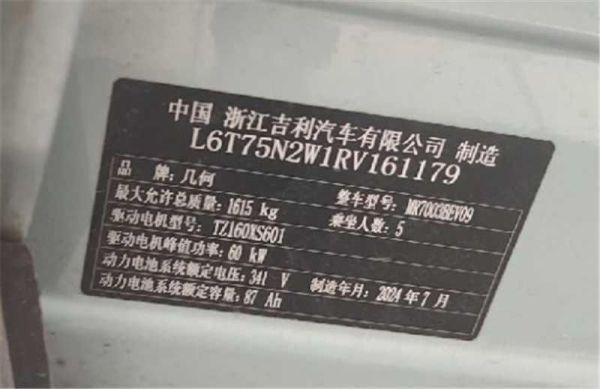 中国 浙江吉利汽车有限公司 制造
L6T75N2W1RV161179
品 牌:几何 整车型号:MR7003BEV09
最大允许总质量:1615 kg 乘坐人数:5
驱动电机型号:TZ160XS601
驱动电机峰值功率:60 kW
动力电池系统额定电压:341 V 制造年月:2024年7月
动力电池系统额定容量:87 Ah